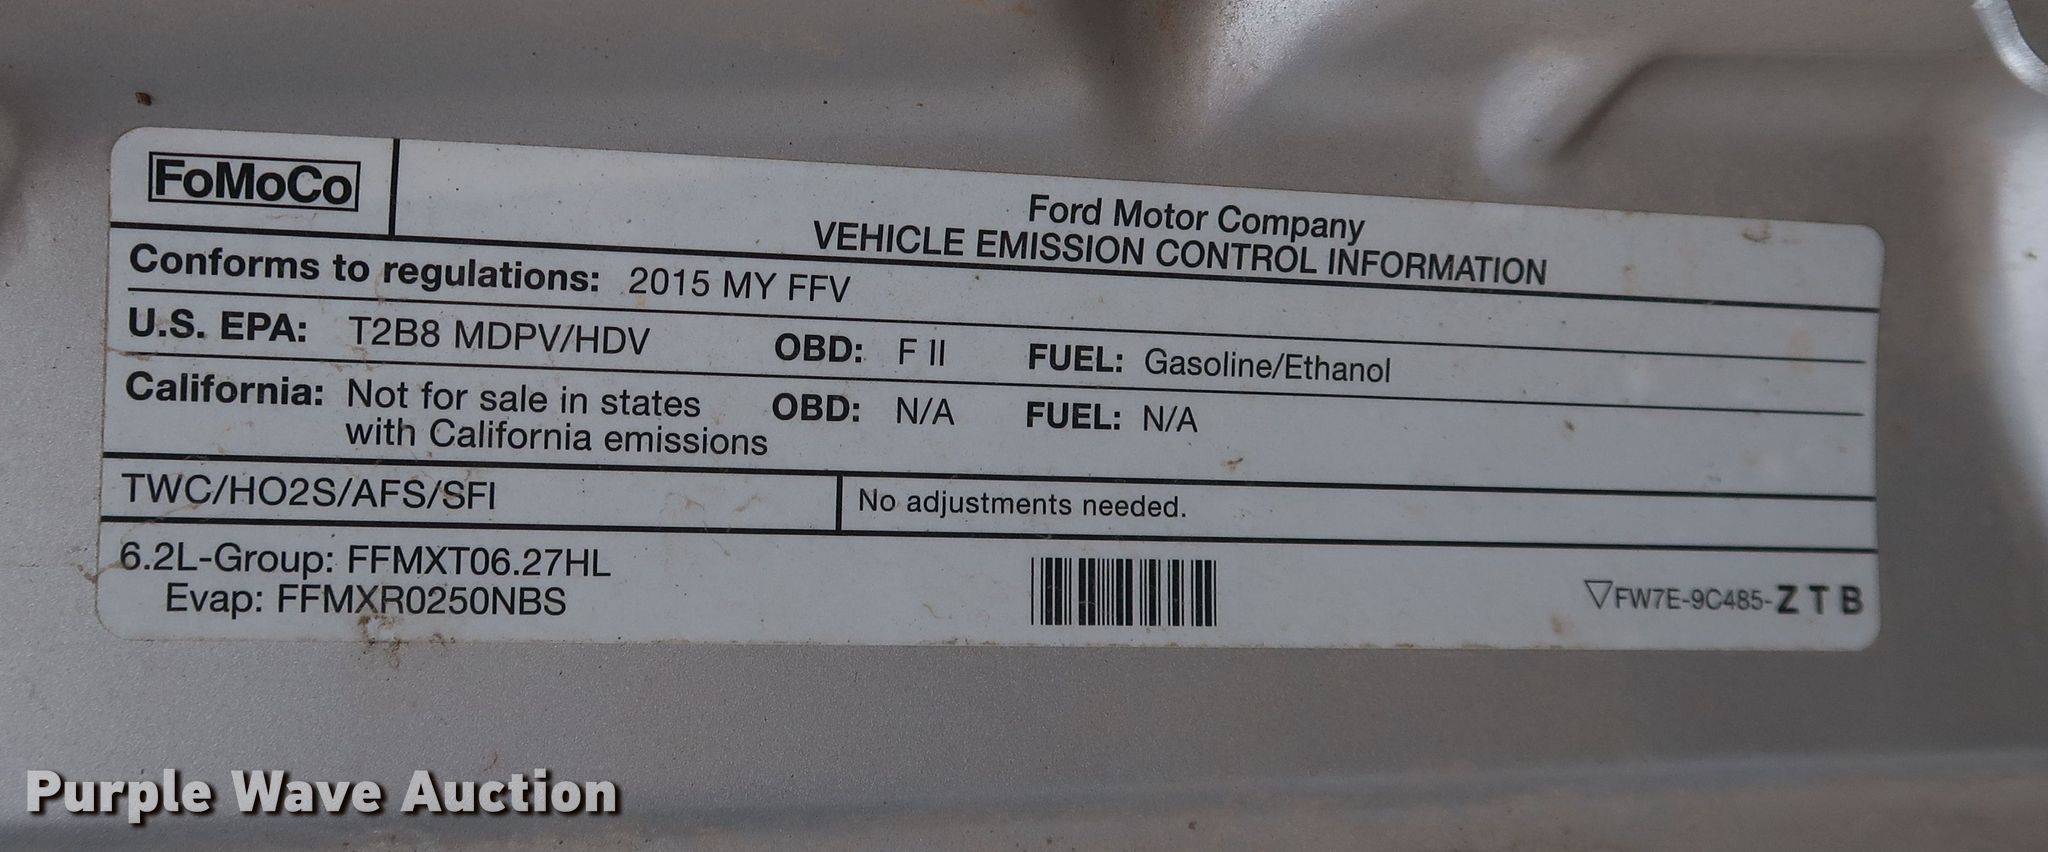 FoMoCo
Ford Motor Company
VEHICLE EMISSION CONTROL INFORMATION
Conforms to regulations: 2015 MY FFV
U.S. EPA: T2B8 MDPV/HDV OBD: F II FUEL: Gasoline/Ethanol
California: Not for sale in states OBD: N/A FUEL: N/A
with California emissions
TWC/HO2S/AFS/SFI No adjustments needed.
6.2L-Group: FFMXT06.27HL
Evap: FFMXR0250NBS
▽FW7E-9C485-Z T B
Purple Wave Auction